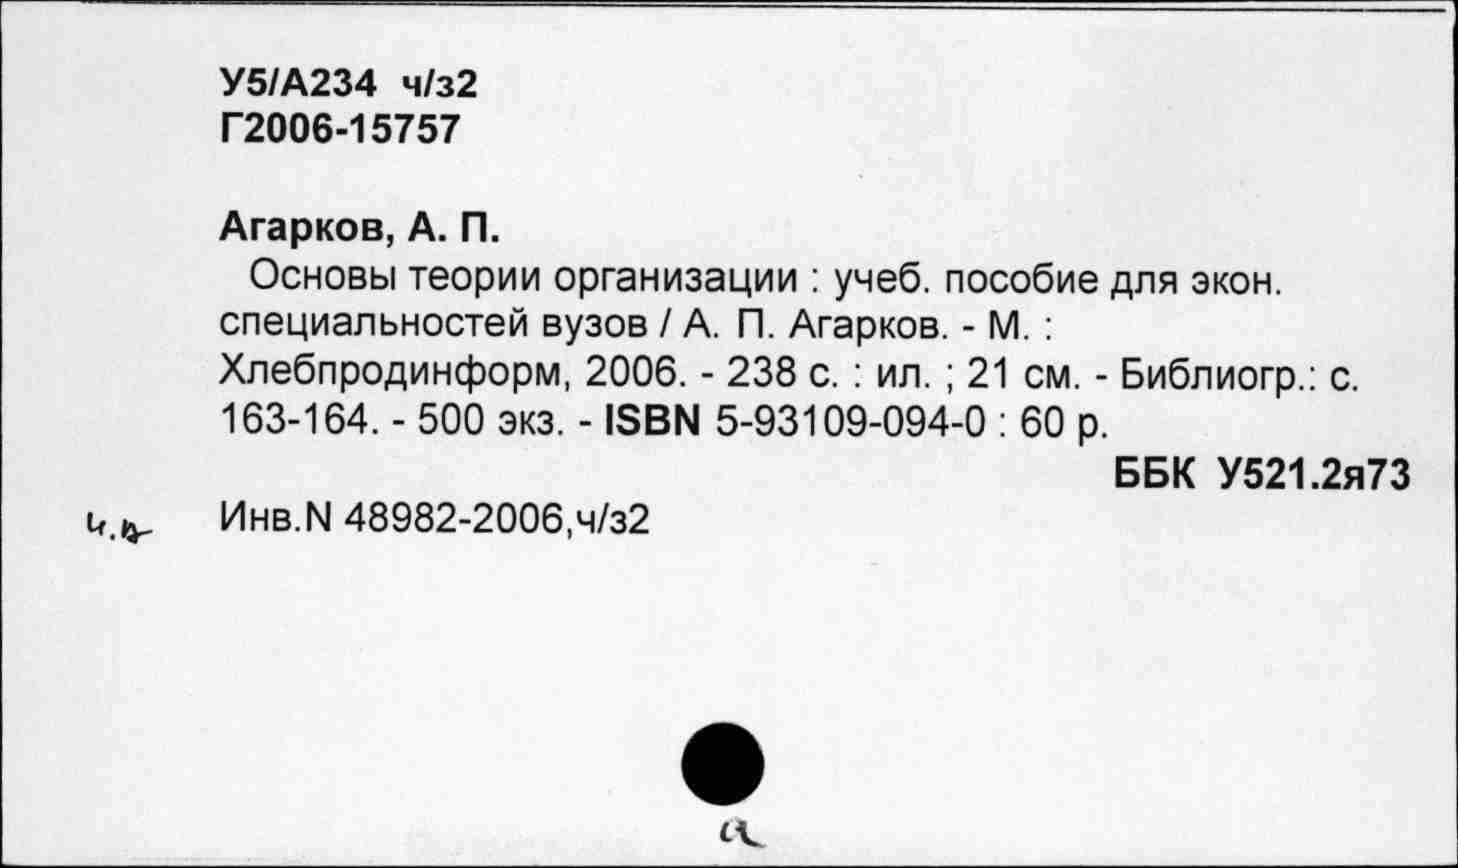 У5/А234 ч/з2
Г2006-15757
Агарков, А. П.
Основы теории организации : учеб. пособие для экон.
специальностей вузов / А. П. Агарков. - М. :
Хлебпродинформ, 2006. - 238 с. : ил. ; 21 см. - Библиогр.: с.
163-164. - 500 экз. - ISBN 5-93109-094-0 : 60 р.
ББК У521.2я73
Инв.N 48982-2006,ч/з2